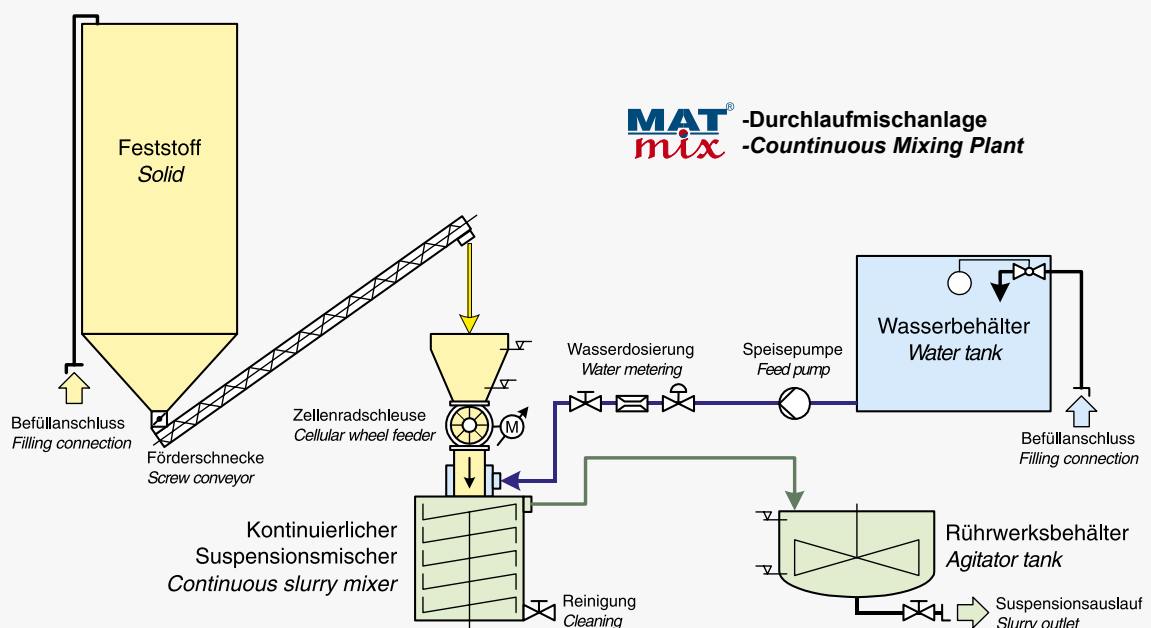 MAT® -Durchlaufmischanlage
mix -Countinuous Mixing Plant
Feststoff
Solid
Wasserbehälter
Water tank
Wasserdosierung
Water metering
Speisepumpe
Feed pump
Befüllanschluss
Filling connection
Zellenradschleuse
Cellular wheel feeder
M
Befüllanschluss
Filling connection
Förderschnecke
Screw conveyor
Kontinuierlicher
Suspensionsmischer
Continuous slurry mixer
Rührwerksbehälter
Agitator tank
Reinigung
Cleaning
Suspensionsauslauf
Slurry outlet